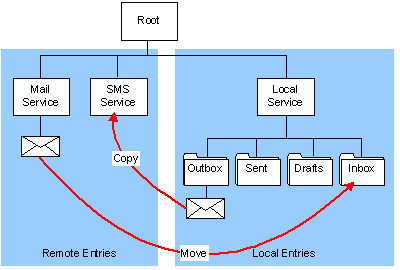 Root
Mail
Service
SMS
Service
Local
Service
Copy
Outbox
Sent
Drafts
Inbox
Remote Entries
Move
Local Entries